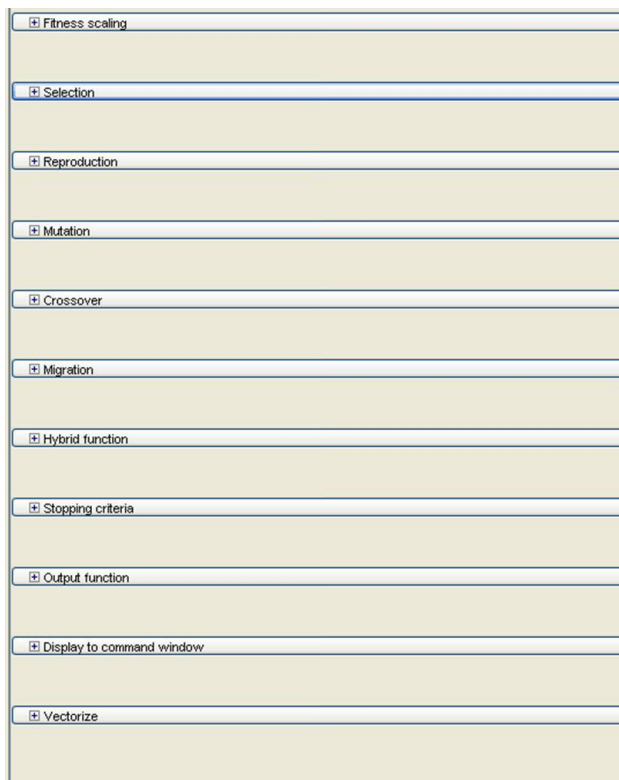 Fitness scaling
Selection
Reproduction
Mutation
Crossover
Migration
Hybrid function
Stopping criteria
Output function
Display to command window
Vectorize